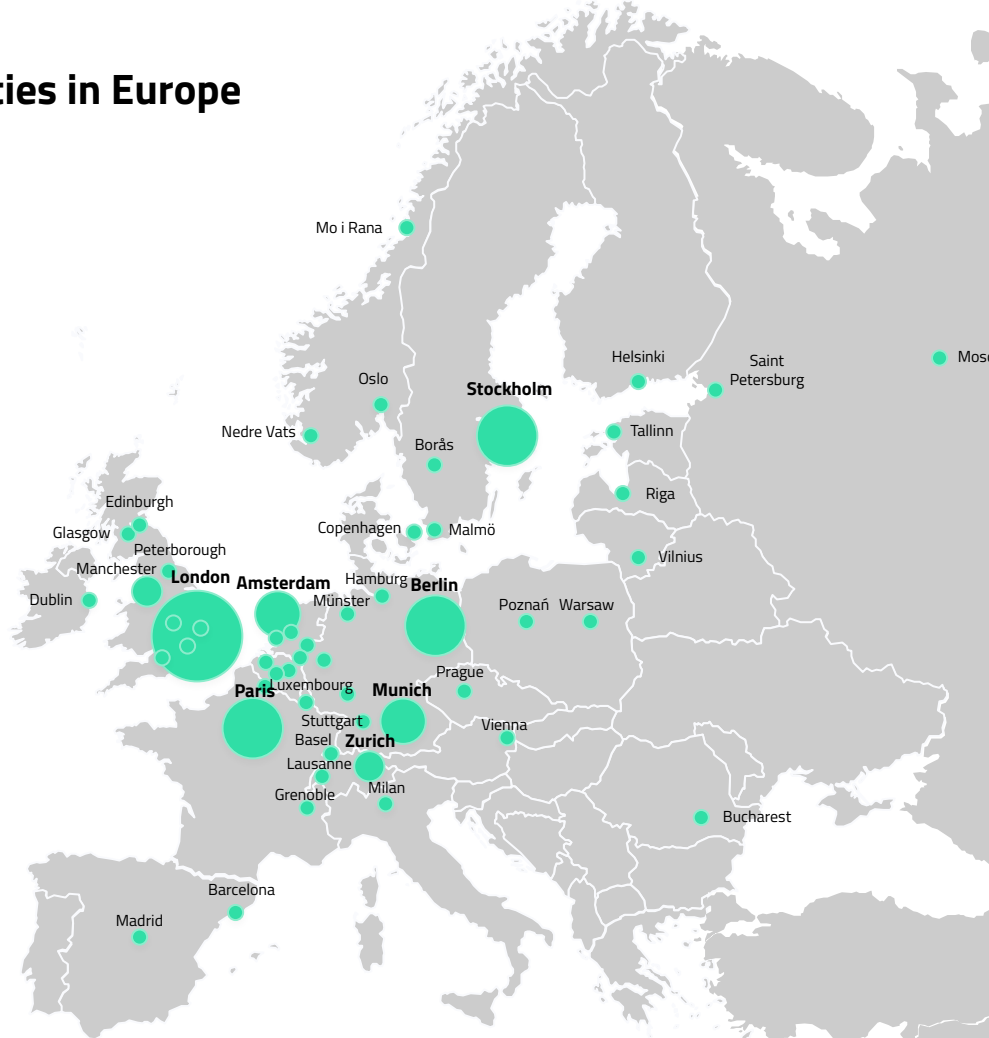 ties in Europe
Mo i Rana
Helsinki
Saint
Petersburg
Mosc
Oslo
Stockholm
Nedre Vats
Tallinn
Borås
Riga
Edinburgh
Glasgow
Copenhagen
Malmö
Peterborough
Vilnius
Manchester
London
Amsterdam
Hamburg
Berlin
Dublin
Münster
Poznań
Warsaw
Prague
Luxembourg
Paris
Munich
Stuttgart
Vienna
Basel
Zurich
Lausanne
Grenoble
Milan
Bucharest
Barcelona
Madrid